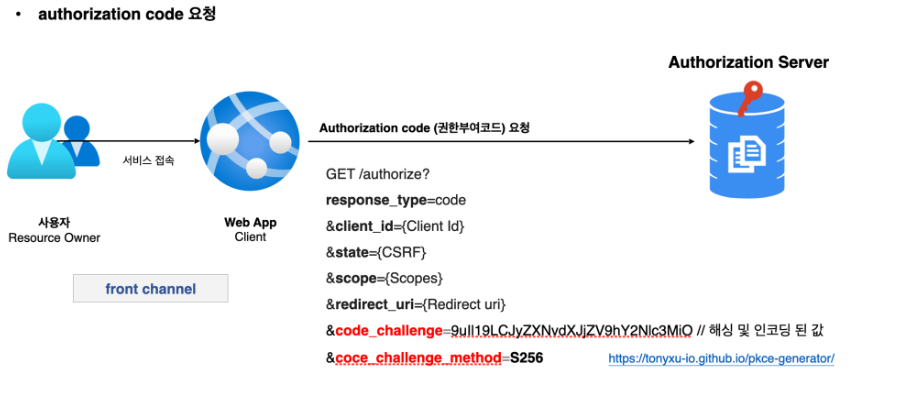 • authorization code 요청
Authorization Server
Authorization code (권한부여코드) 요청
서비스 접속
GET /authorize?
response_type=code
사용자
Resource Owner
Web App
Client
&client_id={Client Id}
&state={CSRF}
&scope={Scopes}
front channel
&redirect_uri={Redirect uri}
&code_challenge=9ull19LCJyZXNvdXJjZV9hY2Nlc3MiO // 해싱 및 인코딩 된 값
&coce_challenge_method=S256
https://tonyxu-io.github.io/pkce-generator/